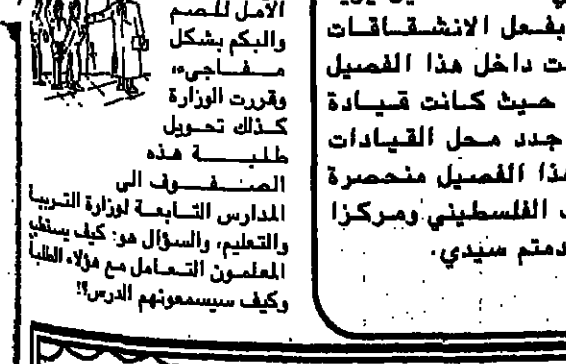 بفعل الانشقاقات
ت داخل هذا الفصيل
حيث كانت قيادة
جدد محل القيادات
هذا الفصيل منحصرة
الفلسطيني ومركزا
دمتم سيدي.
الأمل للصم
والبكم بشكل
مفاجىء،
وقررت الوزارة
كذلك تحويل
طلبة هذه
الصفوف الى
المدارس التابعة لوزارة التربية
والتعليم، والسؤال هو: كيف يستطي
المعلمون التعامل مع هؤلاء الطلبة
وكيف سيسمعونهم الدرس؟!